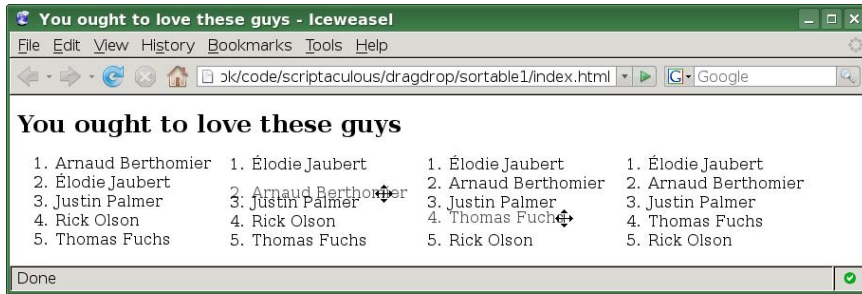 You ought to love these guys - Iceweasel
File Edit View History Bookmarks Tools Help
ok/code/scriptaculous/dragdrop/sortable1/index.html G Google
You ought to love these guys
1. Arnaud Berthomier
2. Élodie Jaubert
3. Justin Palmer
4. Rick Olson
5. Thomas Fuchs
1. Élodie Jaubert
2. Arnaud Berthomier
3. Justin Palmer
4. Rick Olson
5. Thomas Fuchs
1. Élodie Jaubert
2. Arnaud Berthomier
3. Justin Palmer
4. Thomas Fuchs
5. Rick Olson
1. Élodie Jaubert
2. Arnaud Berthomier
3. Justin Palmer
4. Thomas Fuchs
5. Rick Olson
Done